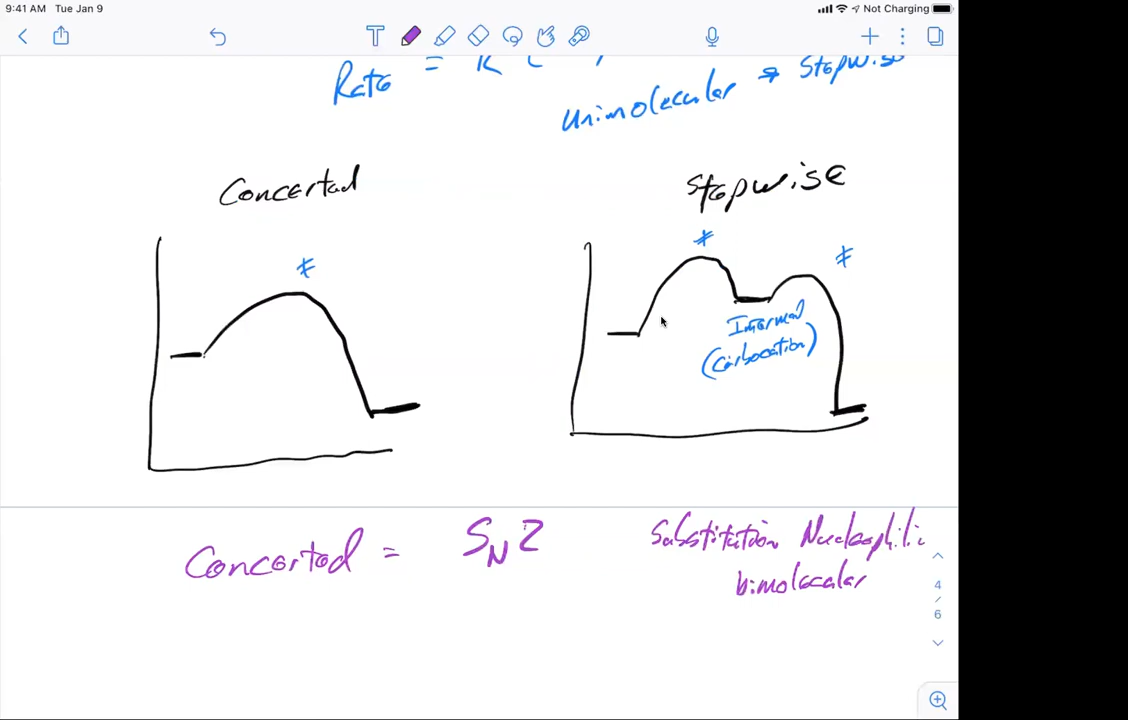 9:41 AM Tue Jan 9
Not Charging
T
Rate = K
Unimolecular → Stepwise
Concerted
Stepwise
‡
‡
‡
Intermed
(Carbocation)
Concerted = SN2
Substitution Nucleophilic
bimolecular
4
/
6